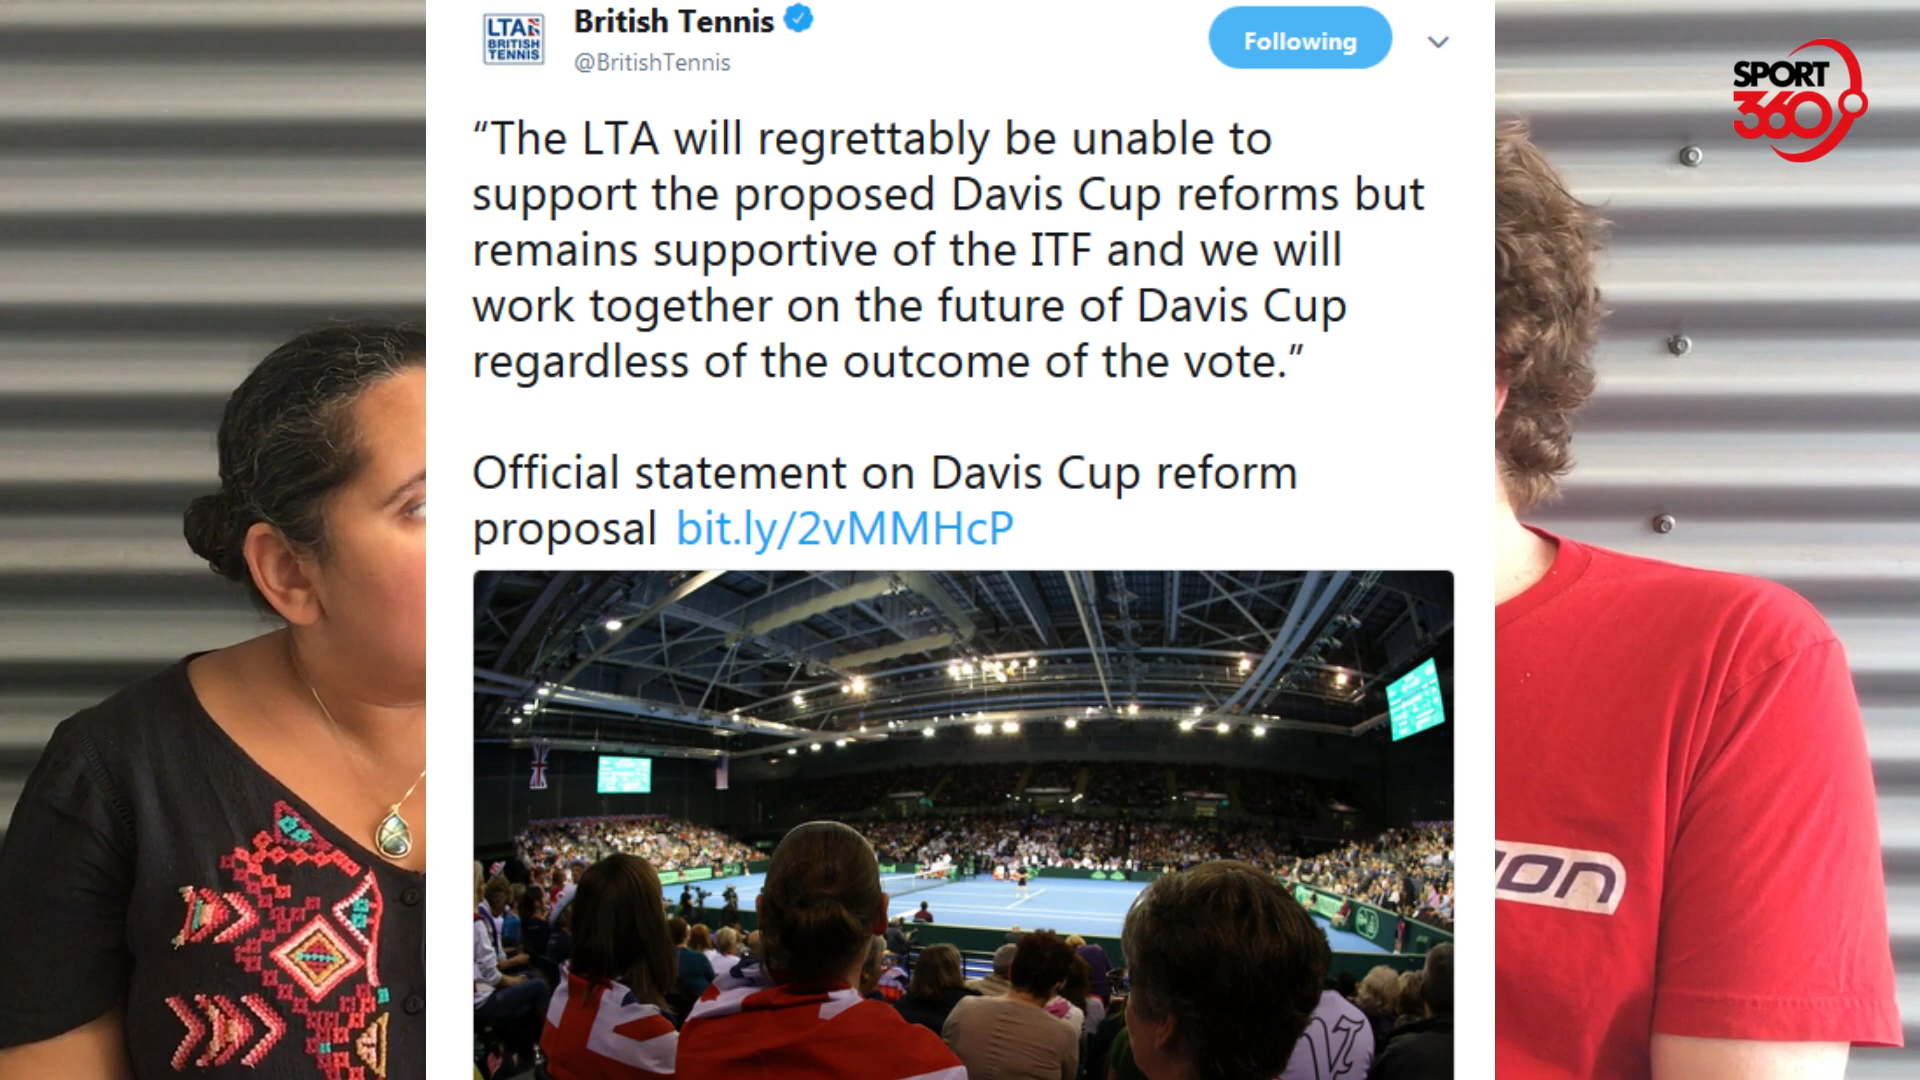 LTA
BRITISH
TENNIS
British Tennis
@BritishTennis
Following
SPORT
360
“The LTA will regrettably be unable to
support the proposed Davis Cup reforms but
remains supportive of the ITF and we will
work together on the future of Davis Cup
regardless of the outcome of the vote.”
Official statement on Davis Cup reform
proposal bit.ly/2vMMHcP